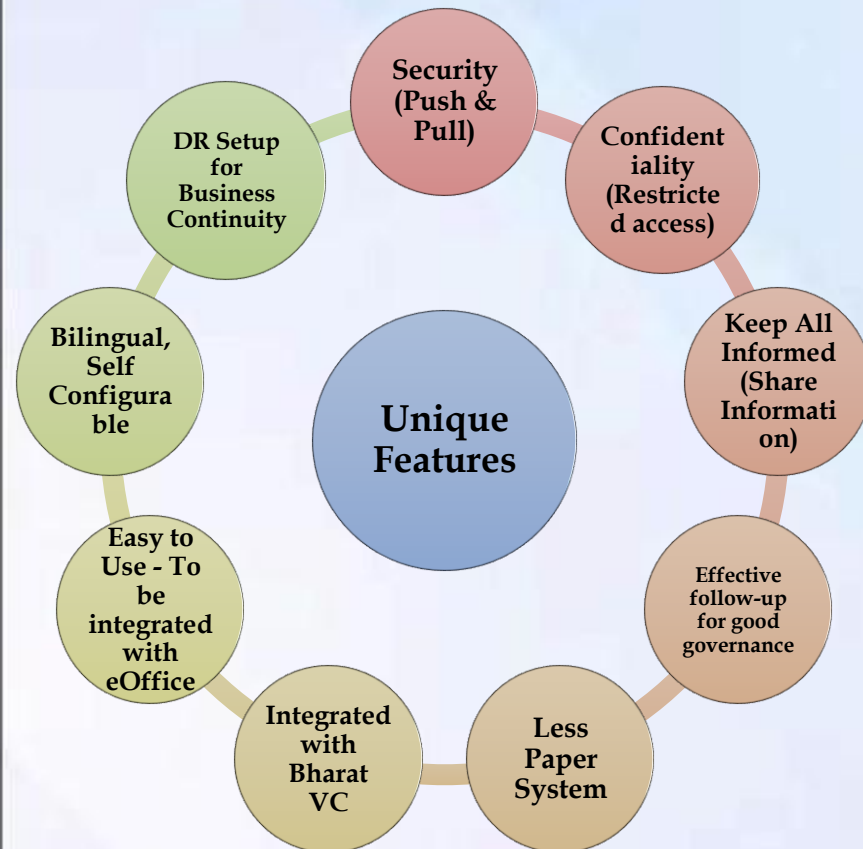 Security
(Push &
Pull)
Confident
iality
(Restricte
d access)
Keep All
Informed
(Share
Informati
on)
Effective
follow-up
for good
governance
Less
Paper
System
Integrated
with
Bharat
VC
Easy to
Use - To
be
integrated
with
eOffice
Bilingual,
Self
Configura
ble
DR Setup
for
Business
Continuity
Unique
Features